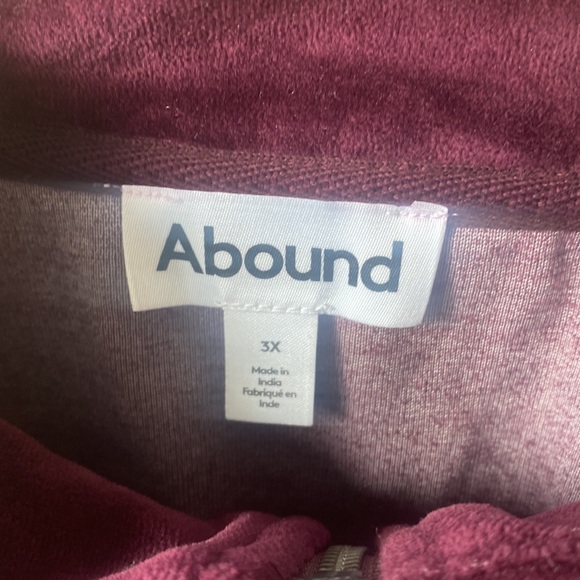 Abound
3X
Made in
India
Fabriqué en
Inde